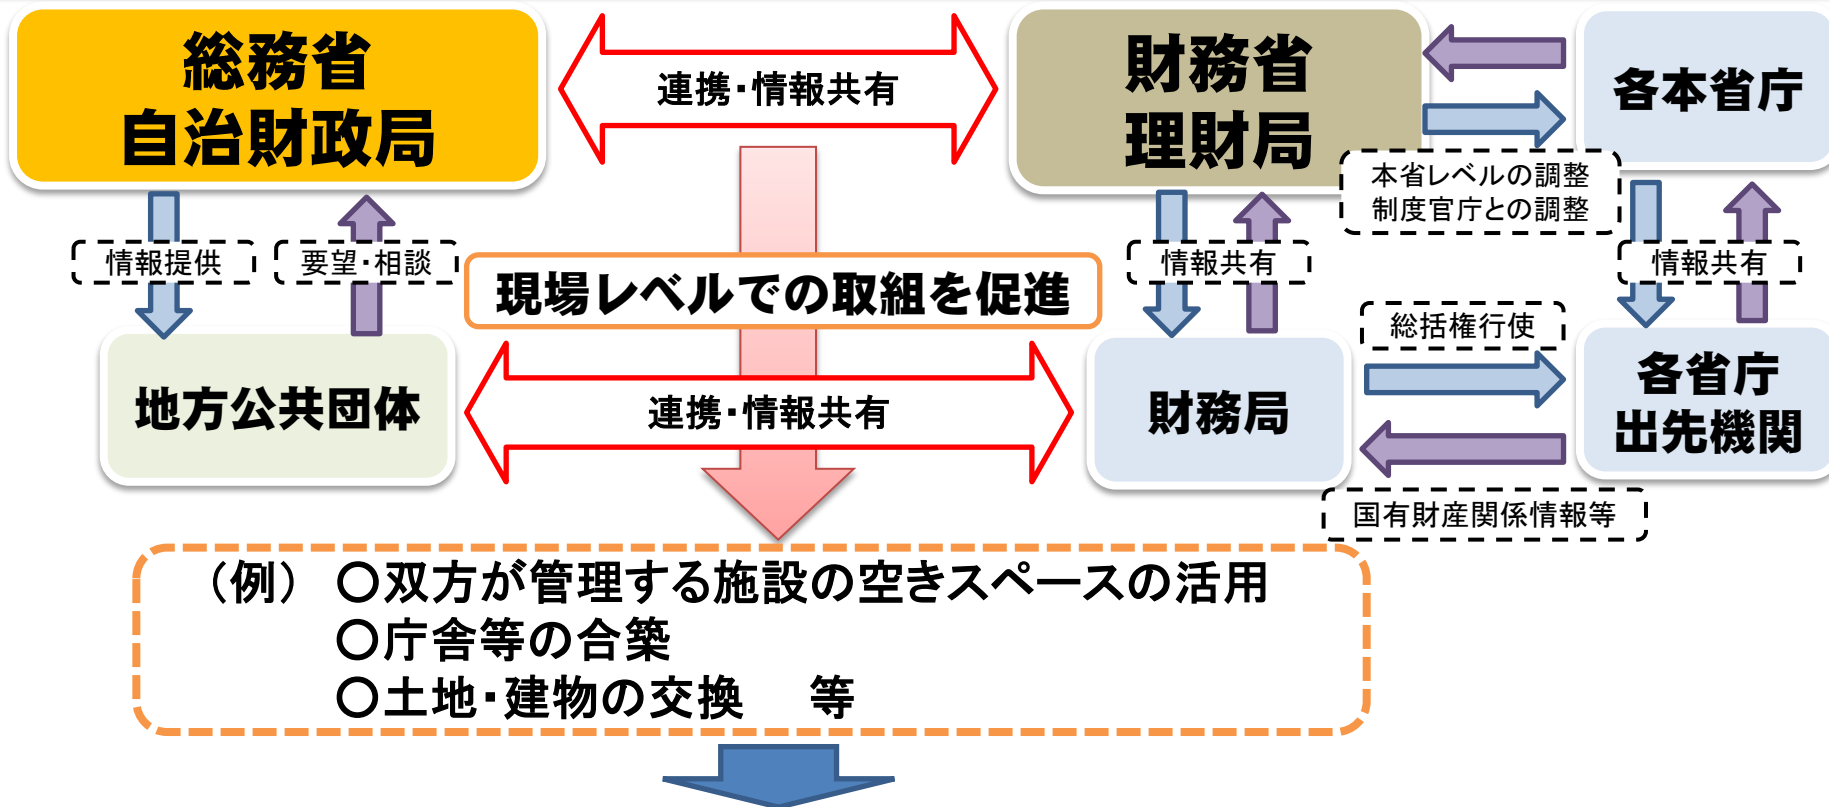 総務省
自治財政局
連携・情報共有
財務省
理財局
各本省庁
本省レベルの調整
制度官庁との調整
情報提供
要望・相談
情報共有
情報共有
現場レベルでの取組を促進
総括権行使
地方公共団体
連携・情報共有
財務局
各省庁
出先機関
国有財産関係情報等
（例） ○双方が管理する施設の空きスペースの活用
○庁舎等の合築
○土地・建物の交換 等